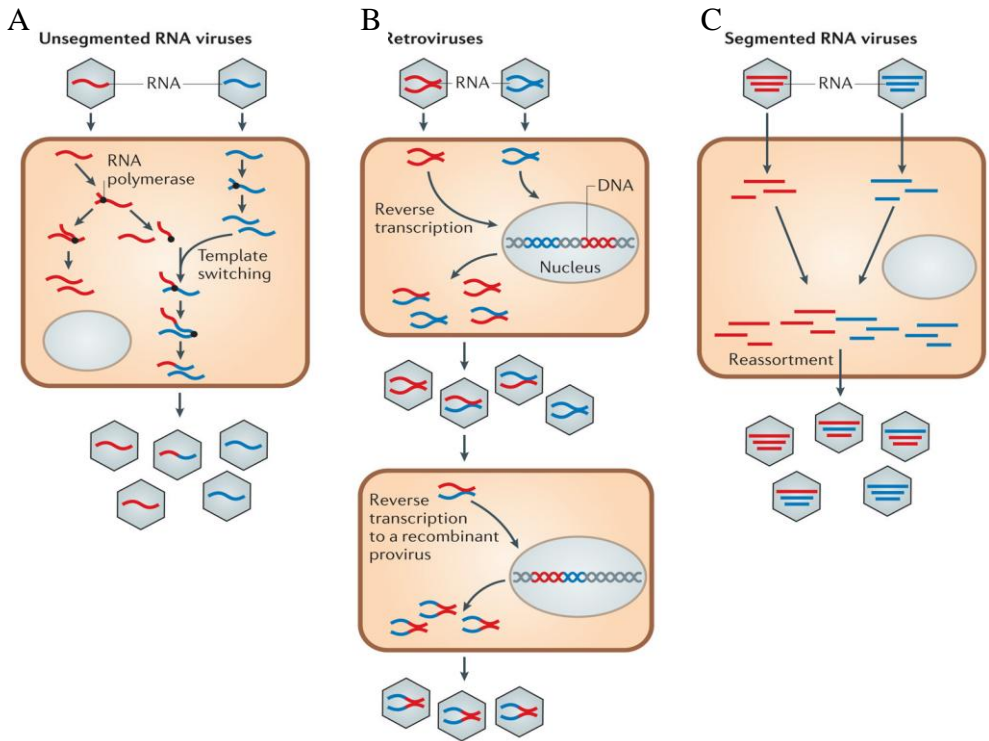 A
Unsegmented RNA viruses
RNA
RNA
polymerase
Template
switching
B
Retroviruses
RNA
DNA
Reverse
transcription
Nucleus
Reverse
transcription
to a recombinant
provirus
C
Segmented RNA viruses
RNA
Reassortment